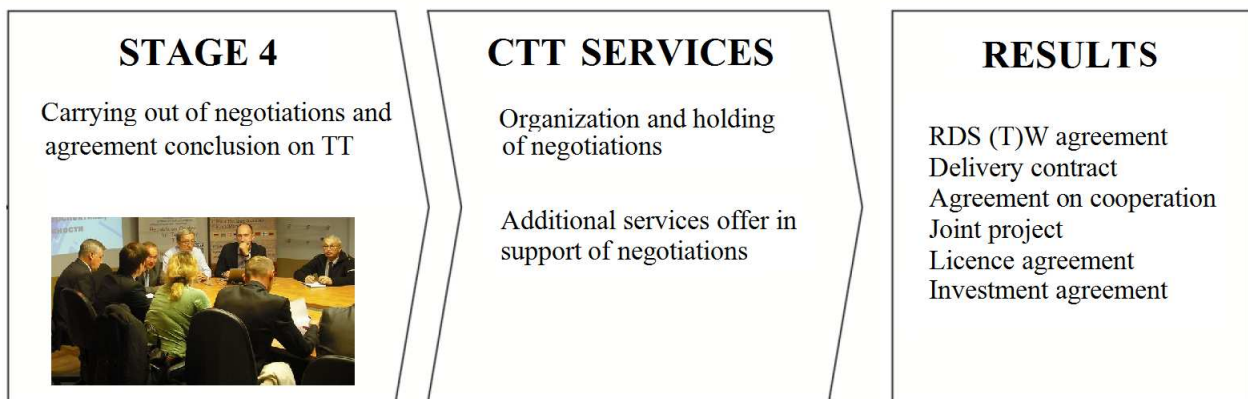 STAGE 4
Carrying out of negotiations and
agreement conclusion on TT
CTT SERVICES
Organization and holding
of negotiations
Additional services offer in
support of negotiations
RESULTS
RDS (T)W agreement
Delivery contract
Agreement on cooperation
Joint project
Licence agreement
Investment agreement